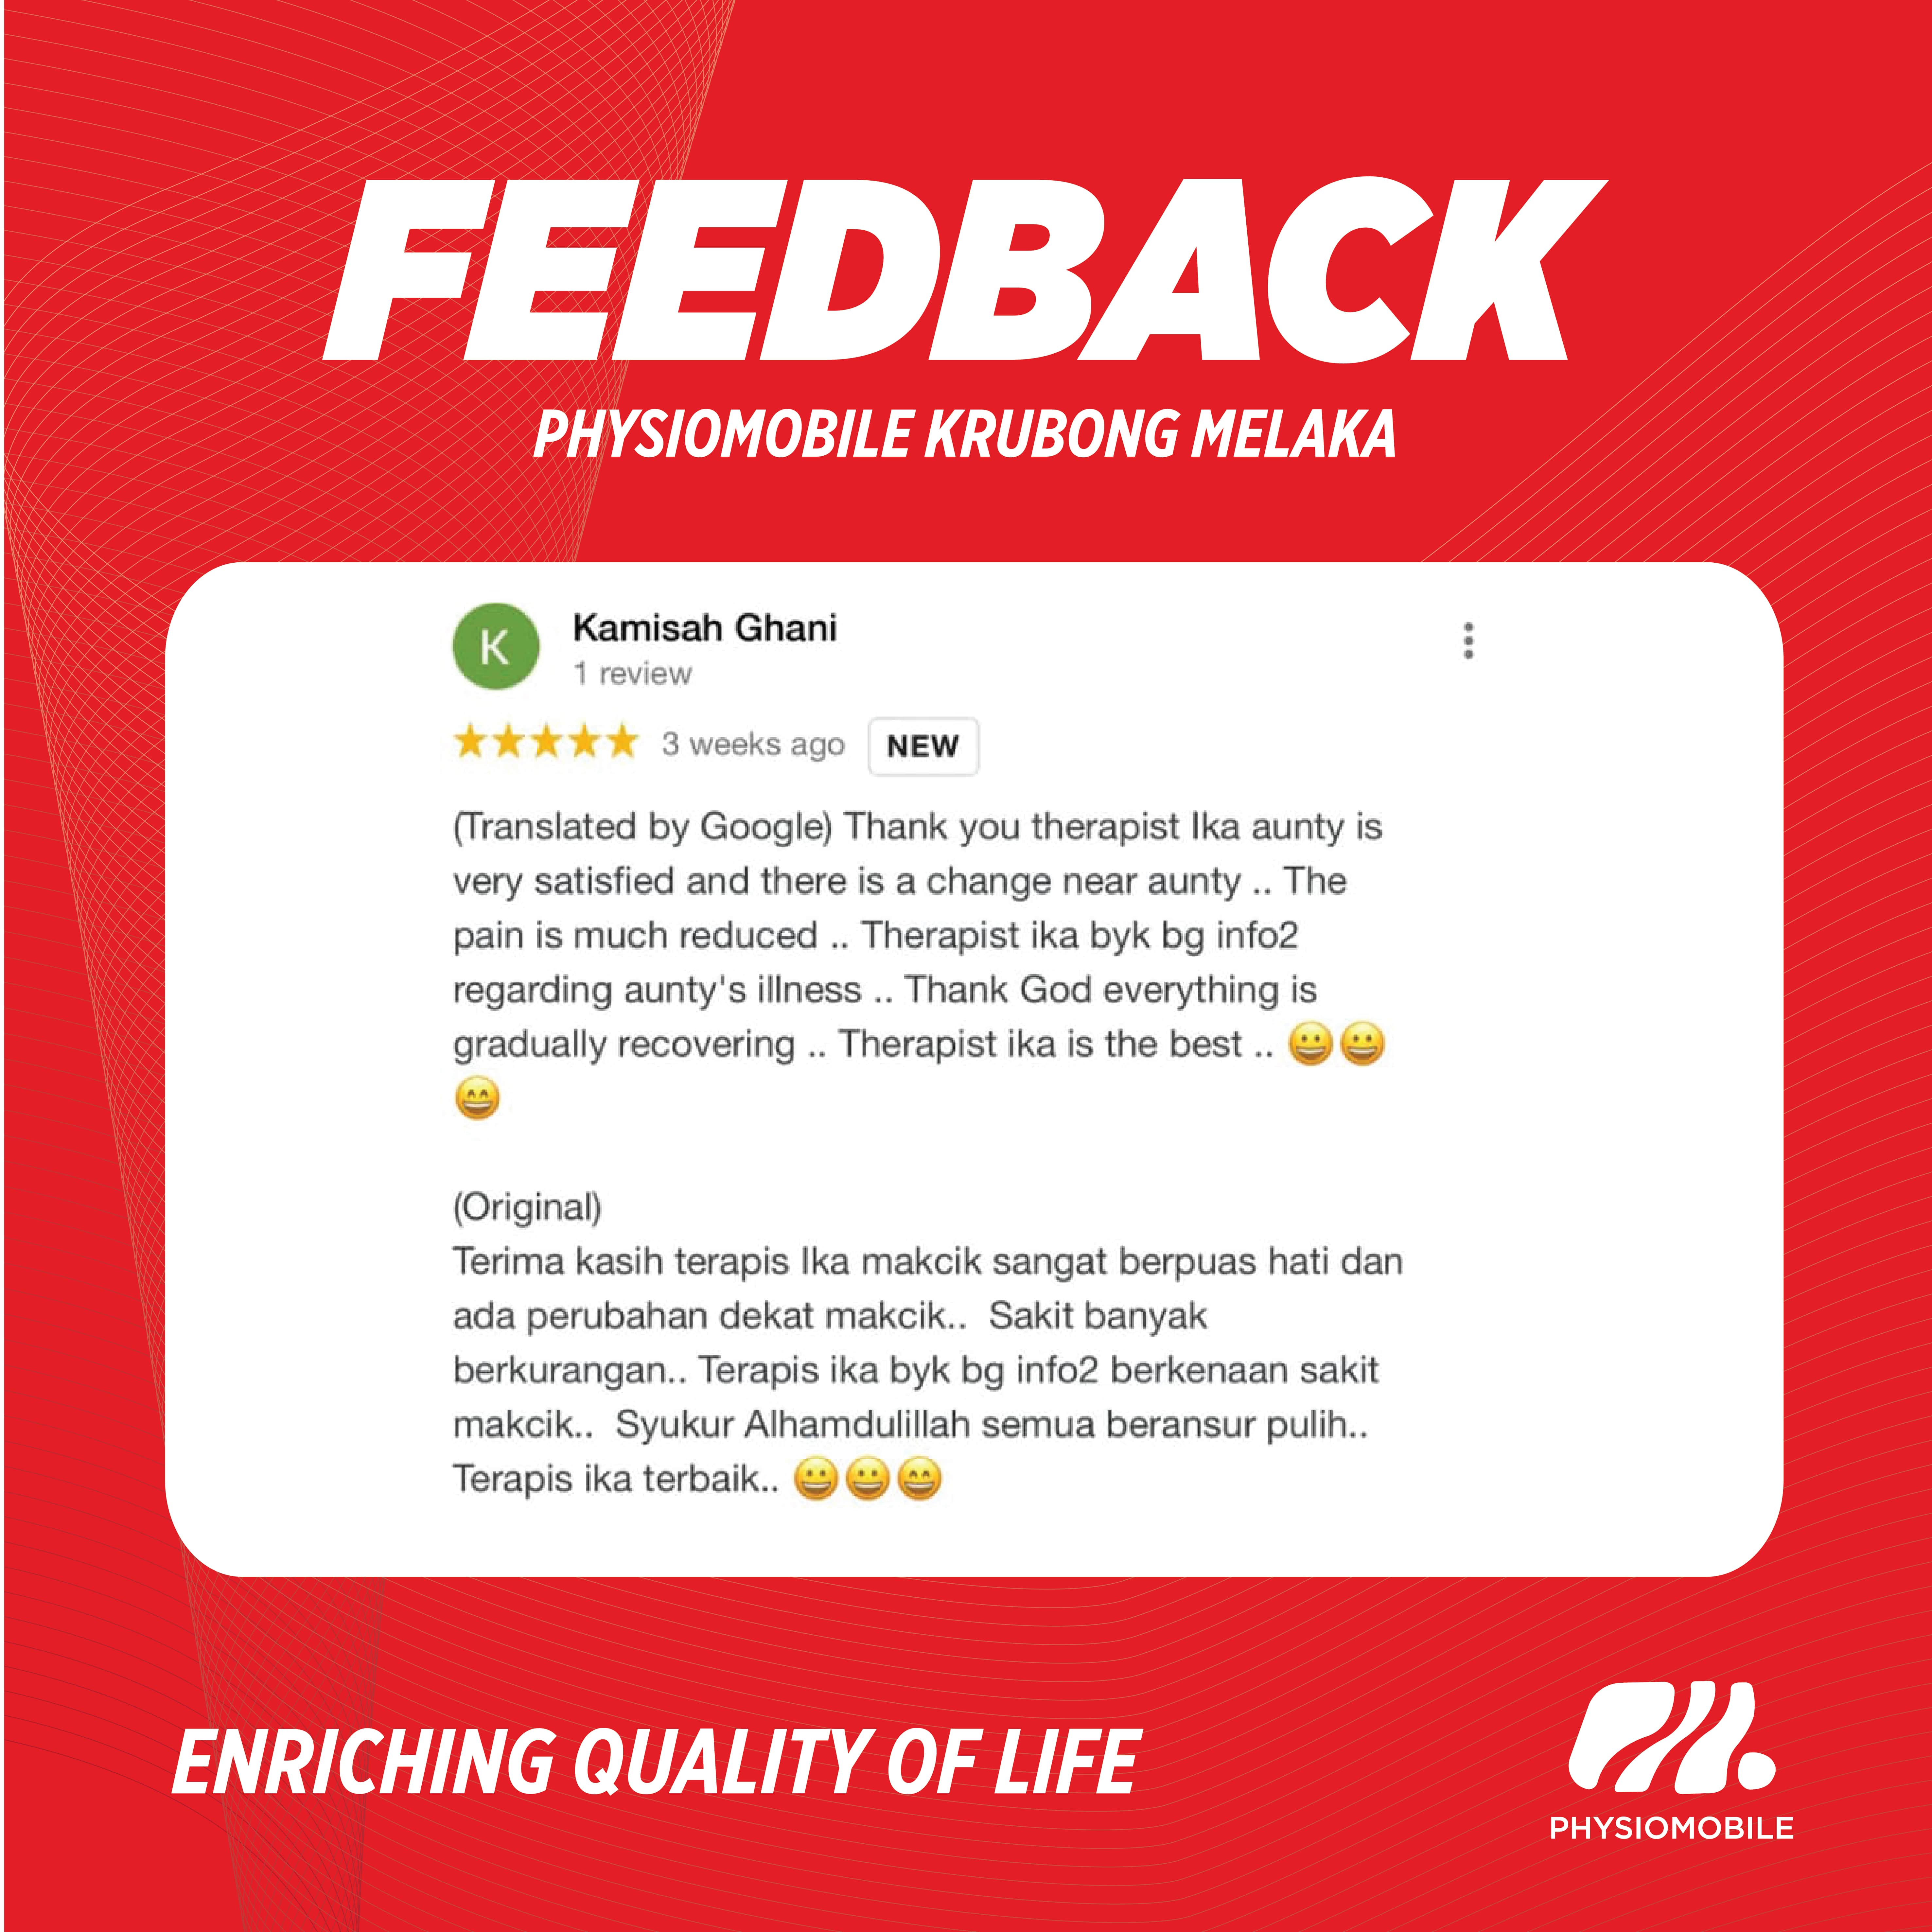 FEEDBACK
PHYSIOMOBILE KRUBONG MELAKA
K
Kamisah Ghani
1 review
★★★★★ 3 weeks ago NEW
(Translated by Google) Thank you therapist Ika aunty is
very satisfied and there is a change near aunty .. The
pain is much reduced .. Therapist ika byk bg info2
regarding aunty's illness .. Thank God everything is
gradually recovering .. Therapist ika is the best .. 😀😀
😄
(Original)
Terima kasih terapis Ika makcik sangat berpuas hati dan
ada perubahan dekat makcik..  Sakit banyak
berkurangan.. Terapis ika byk bg info2 berkenaan sakit
makcik..  Syukur Alhamdulillah semua beransur pulih..
Terapis ika terbaik.. 😀😀😄
ENRICHING QUALITY OF LIFE
PHYSIOMOBILE